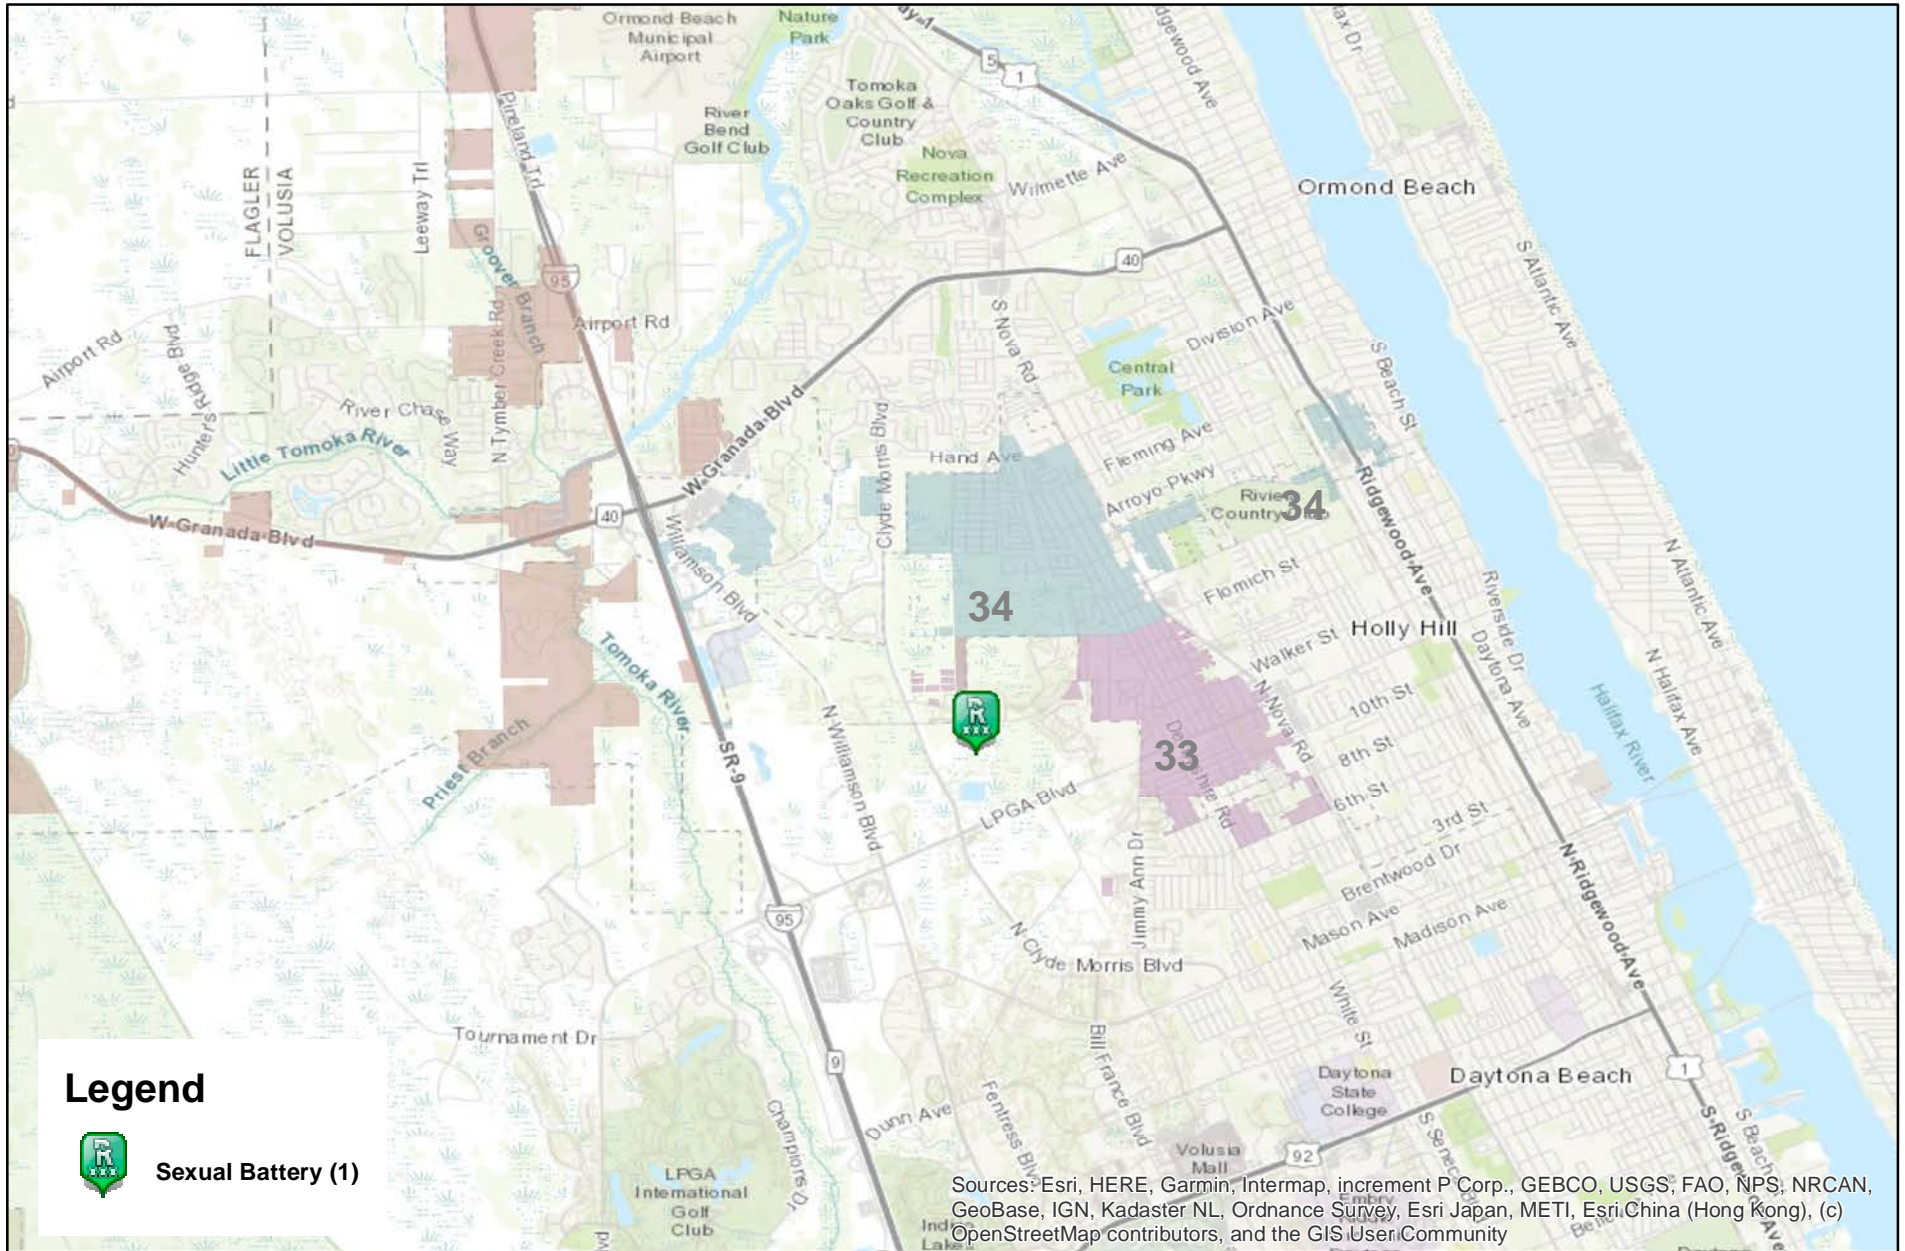 Ormond Beach
Municipal
Airport
Nature
Park
5
1
Tomoka
Oaks Golf &
Country
Club
River
Bend
Golf Club
Nova
Recreation
Complex
Wilmette Ave
Ormond Beach
Pineland Trl
FLAGLER
VOLUSIA
Leeway Trl
Groover Branch
95
Airport Rd
40
S Atlantic Ave
Airport Rd
Hunters Ridge Blvd
N Tymber Creek Rd
River Chase Way
Little Tomoka River
S Nova Rd
Division Ave
Central
Park
S Beach St
W Granada Blvd
Clyde Morris Blvd
Hand Ave
Fleming Ave
Arroyo Pkwy
34
Ridgewood Ave
W Granada Blvd
40
Williamson Blvd
34
Flomich St
Holly Hill
Walker St
Riverside Dr
Daytona Ave
N Atlantic Ave
N Halifax Ave
Halifax River
Tomoka River
Priest Branch
SR-9
N Williamson Blvd
R
xxx
33
N Nova Rd
10th St
8th St
6th St
3rd St
LPGA Blvd
Jimmy Ann Dr
Brentwood Dr
Mason Ave
Madison Ave
N Ridgewood Ave
95
N Clyde Morris Blvd
White St
Tournament Dr
9
Bill France Blvd
Daytona
State
College
Daytona Beach
1
Dunn Ave
Fentress Blvd
Champions Dr
Volusia
Mall
92
LPGA
International
Golf
Club
Legend
R
xxx
Sexual Battery (1)
Sources: Esri, HERE, Garmin, Intermap, increment P Corp., GEBCO, USGS, FAO, NPS, NRCAN,
GeoBase, IGN, Kadaster NL, Ordnance Survey, Esri Japan, METI, Esri China (Hong Kong), (c)
OpenStreetMap contributors, and the GIS User Community